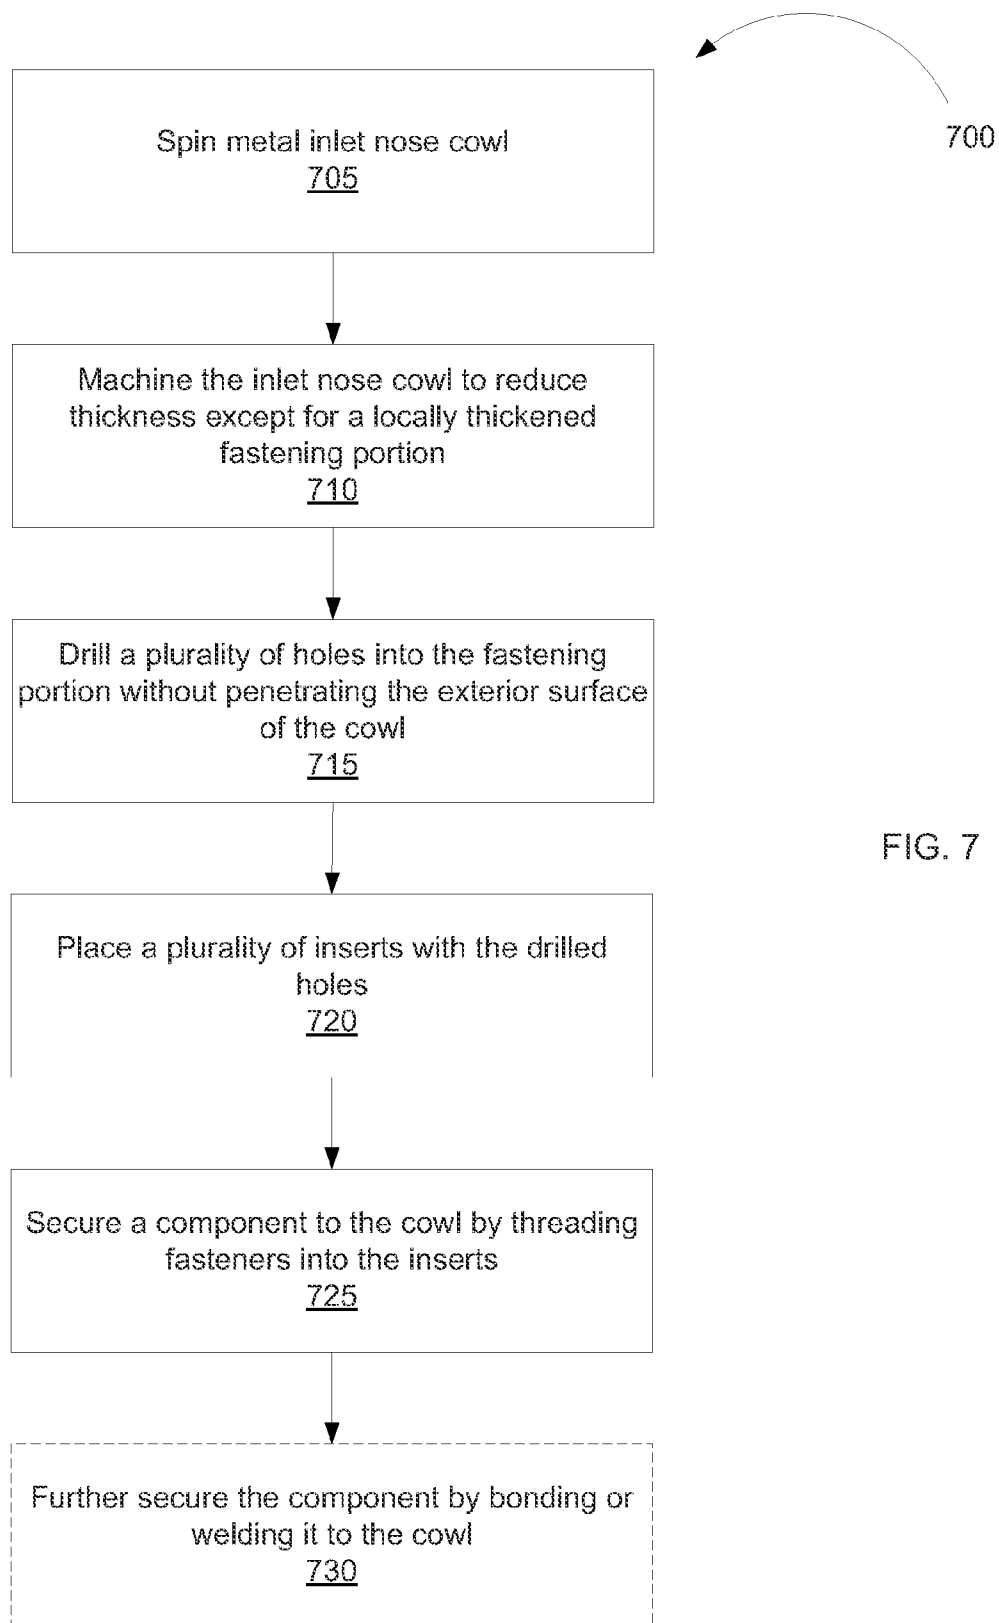 700
Spin metal inlet nose cowl
705
Machine the inlet nose cowl to reduce
thickness except for a locally thickened
fastening portion
710
Drill a plurality of holes into the fastening
portion without penetrating the exterior surface
of the cowl
715
FIG. 7
Place a plurality of inserts with the drilled
holes
720
Secure a component to the cowl by threading
fasteners into the inserts
725
Further secure the component by bonding or
welding it to the cowl
730